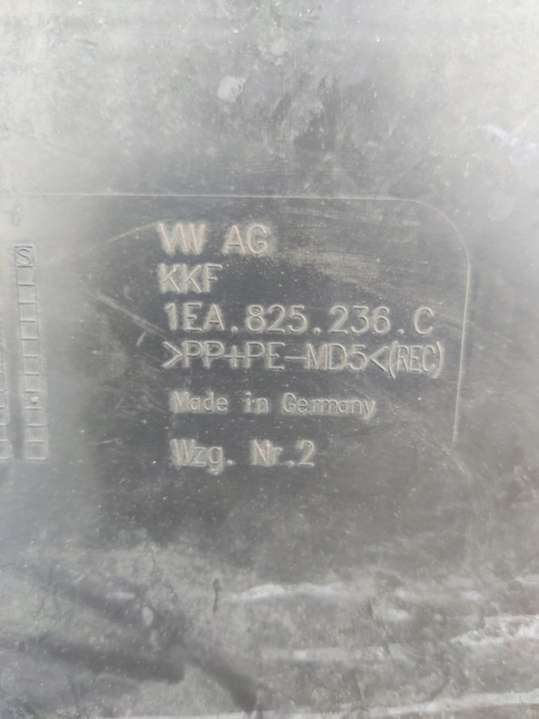 VW AG
KKF
1EA.825.236.C
>PP+PE-MD5<(REC)
Made in Germany
Wzg. Nr.2
S